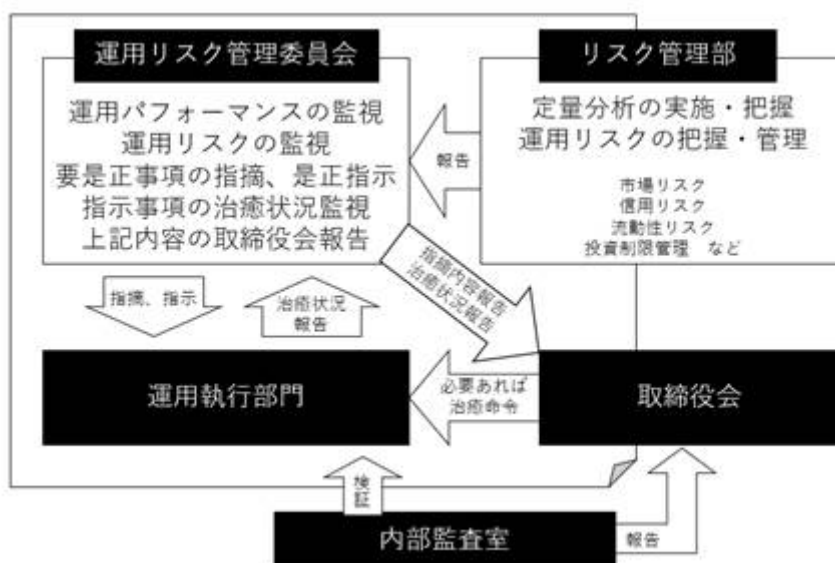 運用リスク管理委員会
運用パフォーマンスの監視
運用リスクの監視
要是正事項の指摘、是正指示
指示事項の治癒状況監視
上記内容の取締役会報告
報告
リスク管理部
定量分析の実施・把握
運用リスクの把握・管理
市場リスク
信用リスク
流動性リスク
投資制限管理 など
指摘、指示
治癒状況
報告
指摘内容報告
治癒状況報告
運用執行部門
必要あれば
治癒命令
取締役会
検証
内部監査室
報告